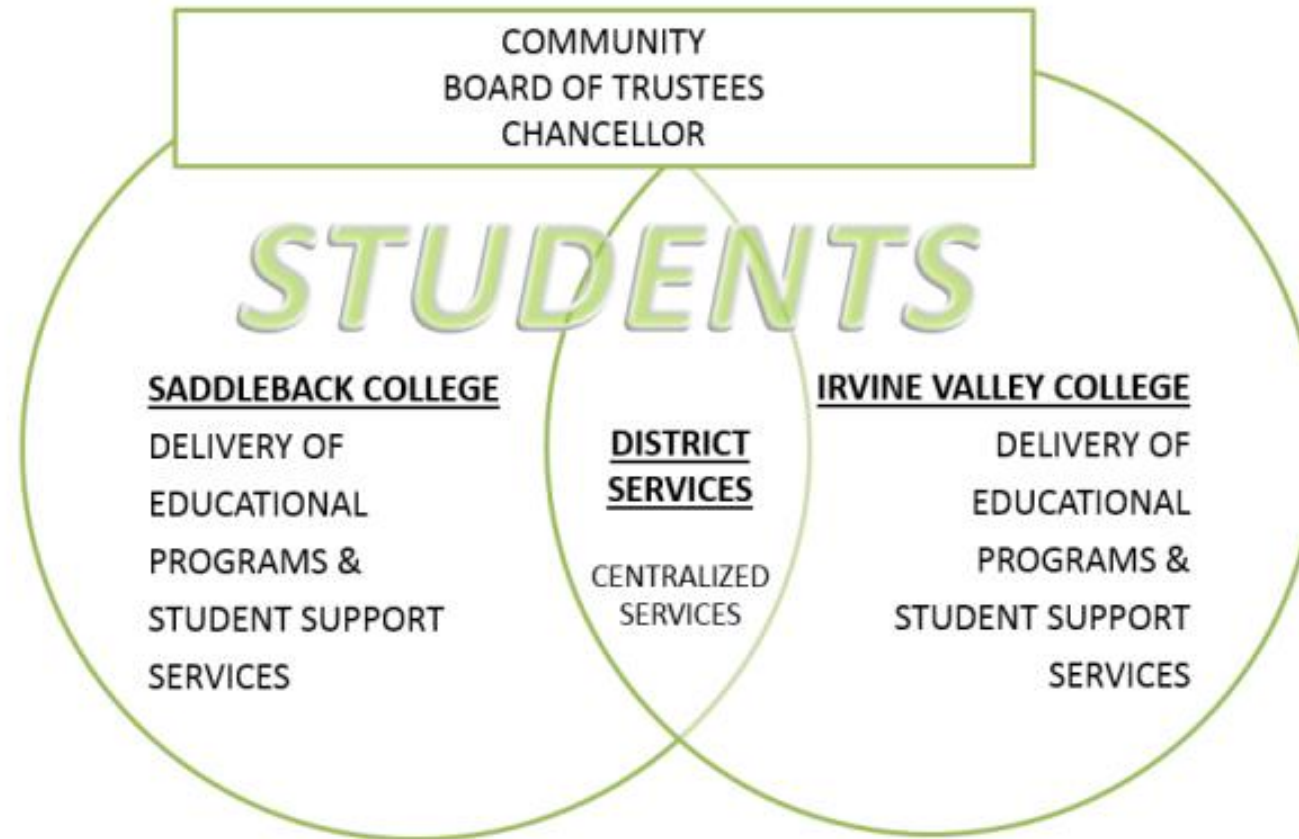 COMMUNITY
BOARD OF TRUSTEES
CHANCELLOR
STUDENTS
SADDLEBACK COLLEGE
DELIVERY OF
EDUCATIONAL
PROGRAMS &
STUDENT SUPPORT
SERVICES
DISTRICT
SERVICES
CENTRALIZED
SERVICES
IRVINE VALLEY COLLEGE
DELIVERY OF
EDUCATIONAL
PROGRAMS &
STUDENT SUPPORT
SERVICES